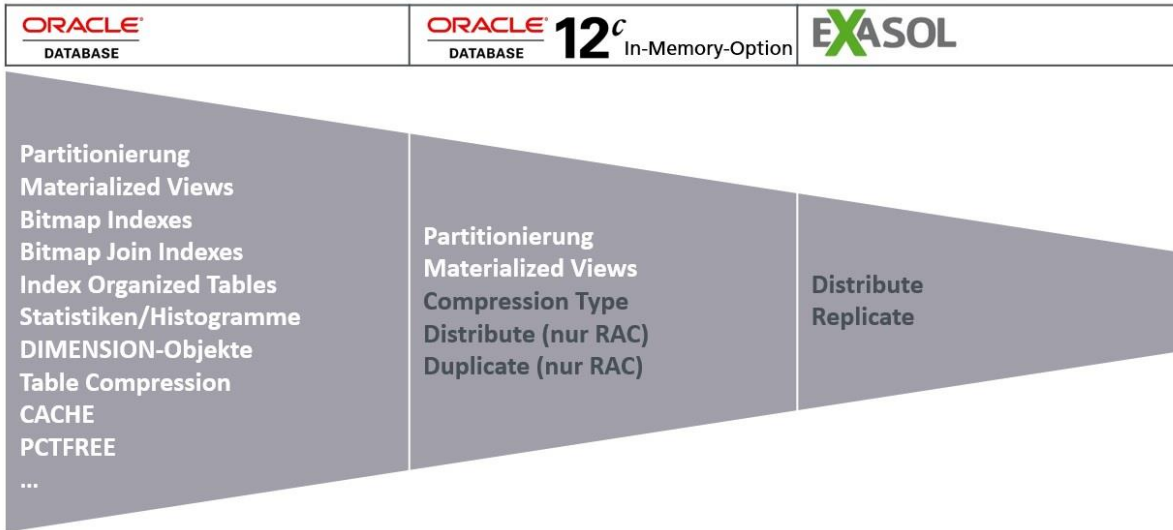 ORACLE
DATABASE
ORACLE
DATABASE
12c
In-Memory-Option
EXASOL
Partitionierung
Materialized Views
Bitmap Indexes
Bitmap Join Indexes
Index Organized Tables
Statistiken/Histogramme
DIMENSION-Objekte
Table Compression
CACHE
PCTFREE
...
Partitionierung
Materialized Views
Compression Type
Distribute (nur RAC)
Duplicate (nur RAC)
Distribute
Replicate